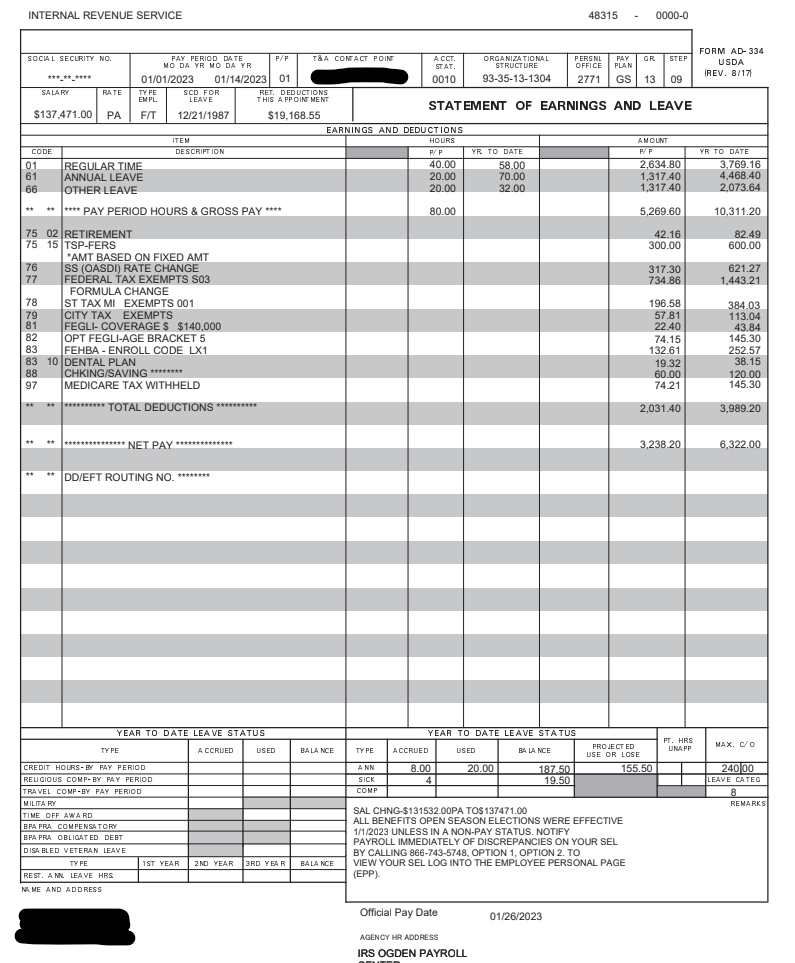 INTERNAL REVENUE SERVICE 48315 - 0000-0
FORM AD-334
USDA
(REV. 8/17)
SOCIAL SECURITY NO. PAY PERIOD DATE P/P T&A CONTACT POINT ACCT. STAT. ORGANIZATIONAL STRUCTURE PERSNL OFFICE PAY PLAN GR. STEP
MO DA YR MO DA YR
***-**-**** 01/01/2023 01/14/2023 01 0010 93-35-13-1304 2771 GS 13 09
SALARY RATE TYPE EMPL. SCD FOR LEAVE RET. DEDUCTIONS THIS APPOINTMENT
$137,471.00 PA F/T 12/21/1987 $19,168.55
STATEMENT OF EARNINGS AND LEAVE
EARNINGS AND DEDUCTIONS
ITEM HOURS AMOUNT
CODE DESCRIPTION P/P YR. TO DATE P/P YR TO DATE
01 REGULAR TIME 40.00 58.00 2,634.80 3,769.16
61 ANNUAL LEAVE 20.00 70.00 1,317.40 4,468.40
66 OTHER LEAVE 20.00 32.00 1,317.40 2,073.64
** ** **** PAY PERIOD HOURS & GROSS PAY **** 80.00 5,269.60 10,311.20
75 02 RETIREMENT 42.16 82.49
75 15 TSP-FERS 300.00 600.00
*AMT BASED ON FIXED AMT
76 SS (OASDI) RATE CHANGE 317.30 621.27
77 FEDERAL TAX EXEMPTS S03 734.86 1,443.21
FORMULA CHANGE
78 ST TAX MI EXEMPTS 001 196.58 384.03
79 CITY TAX EXEMPTS 57.81 113.04
81 FEGLI- COVERAGE $ $140,000 22.40 43.84
82 OPT FEGLI-AGE BRACKET 5 74.15 145.30
83 FEHBA - ENROLL CODE LX1 132.61 252.57
83 10 DENTAL PLAN 19.32 38.15
88 CHKING/SAVING ******** 60.00 120.00
97 MEDICARE TAX WITHHELD 74.21 145.30
** ** ********** TOTAL DEDUCTIONS ********** 2,031.40 3,989.20
** ** *************** NET PAY ************** 3,238.20 6,322.00
** ** DD/EFT ROUTING NO. ********
YEAR TO DATE LEAVE STATUS
TYPE ACCRUED USED BALANCE
CREDIT HOURS-BY PAY PERIOD
RELIGIOUS COMP-BY PAY PERIOD
TRAVEL COMP-BY PAY PERIOD
MILITARY
TIME OFF AWARD
BPAPRA COMPENSATORY
BPAPRA OBLIGATED DEBT
DISABLED VETERAN LEAVE
TYPE 1ST YEAR 2ND YEAR 3RD YEAR BALANCE
REST. ANN. LEAVE HRS.
NAME AND ADDRESS
YEAR TO DATE LEAVE STATUS
TYPE ACCRUED USED BALANCE PROJECTED USE OR LOSE PT. HRS UNAPP MAX. C/O
ANN 8.00 20.00 187.50 155.50 240 00
SICK 4 19.50 LEAVE CATEG
COMP 8
REMARKS
SAL CHNG-$131532.00PA TO$137471.00
ALL BENEFITS OPEN SEASON ELECTIONS WERE EFFECTIVE
1/1/2023 UNLESS IN A NON-PAY STATUS. NOTIFY
PAYROLL IMMEDIATELY OF DISCREPANCIES ON YOUR SEL
BY CALLING 866-743-5748, OPTION 1, OPTION 2. TO
VIEW YOUR SEL LOG INTO THE EMPLOYEE PERSONAL PAGE
(EPP).
Official Pay Date 01/26/2023
AGENCY HR ADDRESS
IRS OGDEN PAYROLL
CENTER